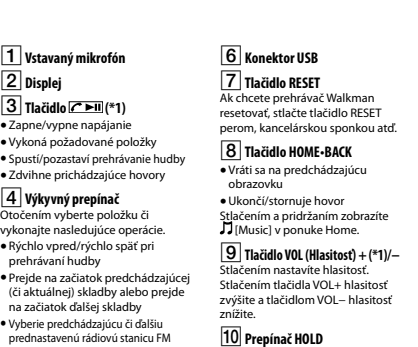 1 Vstavaný mikrofón
2 Displej
3 Tlačidlo (*1)
• Zapne/vypne napájanie
• Vykoná požadované položky
• Spustí/pozastaví prehrávanie hudby
• Zdvihne prichádzajúce hovory
4 Výkyvný prepínač
Otočením vyberte položku či
vykonajte nasledujúce operácie.
• Rýchlo vpred/rýchlo späť pri
prehrávaní hudby
• Prejde na začiatok predchádzajúcej
(či aktuálnej) skladby alebo prejde
na začiatok ďalšej skladby
• Vyberie predchádzajúcu či ďalšiu
prednastavenú rádiovú stanicu FM
6 Konektor USB
7 Tlačidlo RESET
Ak chcete prehrávač Walkman
resetovať, stlačte tlačidlo RESET
perom, kancelárskou sponkou atď.
8 Tlačidlo HOME•BACK
• Vráti sa na predchádzajúcu
obrazovku
• Ukončí/stornuje hovor
Stlačením a pridržaním zobrazíte
[Music] v ponuke Home.
9 Tlačidlo VOL (Hlasitosť) + (*1)/−
Stlačením nastavíte hlasitosť.
Stlačením tlačidla VOL+ hlasitosť
zvýšite a tlačidlom VOL− hlasitosť
znížite.
10 Prepínač HOLD